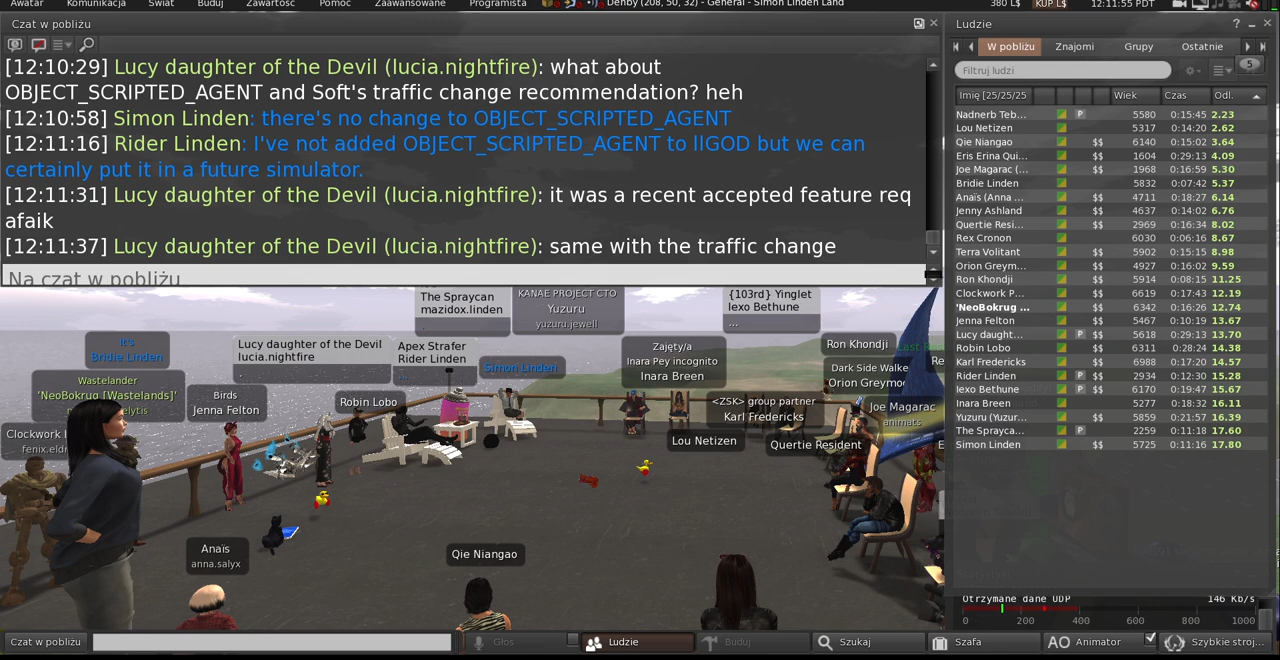 Awatar Komunikacja Świat Buduj Zawartość Pomoc Zaawansowane Programista Denby (208, 50, 32) - General - Simon Linden Land 380 L$ KUP L$ 12:11:55 PDT
Czat w pobliżu
[12:10:29] Lucy daughter of the Devil (lucia.nightfire): what about
OBJECT_SCRIPTED_AGENT and Soft's traffic change recommendation? heh
[12:10:58] Simon Linden: there's no change to OBJECT_SCRIPTED_AGENT
[12:11:16] Rider Linden: I've not added OBJECT_SCRIPTED_AGENT to llGOD but we can
certainly put it in a future simulator.
[12:11:31] Lucy daughter of the Devil (lucia.nightfire): it was a recent accepted feature req
afaik
[12:11:37] Lucy daughter of the Devil (lucia.nightfire): same with the traffic change
Na czat w pobliżu
The Spraycan
mazidox.linden
KANAE PROJECT CTO
Yuzuru
yuzuru.jewell
{103rd} Yinglet
Iexo Bethune
...
It's
Bridie Linden
Lucy daughter of the Devil
lucia.nightfire
Apex Strafer
Rider Linden
Simon Linden
Zajęty/a
Inara Pey incognito
Inara Breen
Ron Khondji
Dark Side Walke
Orion Greymoo
Wastelander
'NeoBokrug [Wastelands]'
Birds
Jenna Felton
Robin Lobo
<ZSK> group partner
Karl Fredericks
Joe Magarac
animats
Clockwork
fenix.eldr
Lou Netizen
Quertie Resident
Anaïs
anna.salyx
Qie Niangao
Ludzie
W pobliżu Znajomi Grupy Ostatnie
Filtruj ludzi 5
Imię [25/25/25 Wiek Czas Odl.
Nadnerb Teb... P 5580 0:15:45 2.23
Lou Netizen 5317 0:14:20 2.62
Qie Niangao $$ 6140 0:15:02 3.64
Eris Erina Qui... $$ 1604 0:29:13 4.09
Joe Magarac (... $$ 1968 0:16:59 5.30
Bridie Linden 5832 0:07:42 5.37
Anaïs (Anna ... $$ 4711 0:18:27 6.14
Jenny Ashland $$ 4637 0:14:02 6.76
Quertie Resi... $$ 2969 0:16:34 8.02
Rex Cronon 6030 0:06:16 8.67
Terra Volitant $$ 5902 0:15:15 8.98
Orion Greym... $$ 4927 0:16:02 9.59
Ron Khondji $$ 5914 0:08:15 11.25
Clockwork P... $$ 6619 0:17:43 12.19
'NeoBokrug ... $$ 6342 0:16:26 12.74
Jenna Felton $$ 5467 0:10:19 13.67
Lucy daught... P $$ 5618 0:29:13 13.70
Robin Lobo $$ 6311 0:28:24 14.38
Karl Fredericks $$ 6988 0:17:20 14.57
Rider Linden P $$ 2934 0:12:30 15.28
Iexo Bethune P $$ 6170 0:19:47 15.67
Inara Breen 5277 0:18:32 16.11
Yuzuru (Yuzur... $$ 5859 0:21:57 16.39
The Sprayca... P 2259 0:11:18 17.60
Simon Linden $$ 5725 0:11:16 17.80
Otrzymane dane UDP 146 Kb/s
0 200 400 600 800 1000
Czat w pobliżu Głos Ludzie Buduj Szukaj Szafa AO Animator Szybkie stroj...